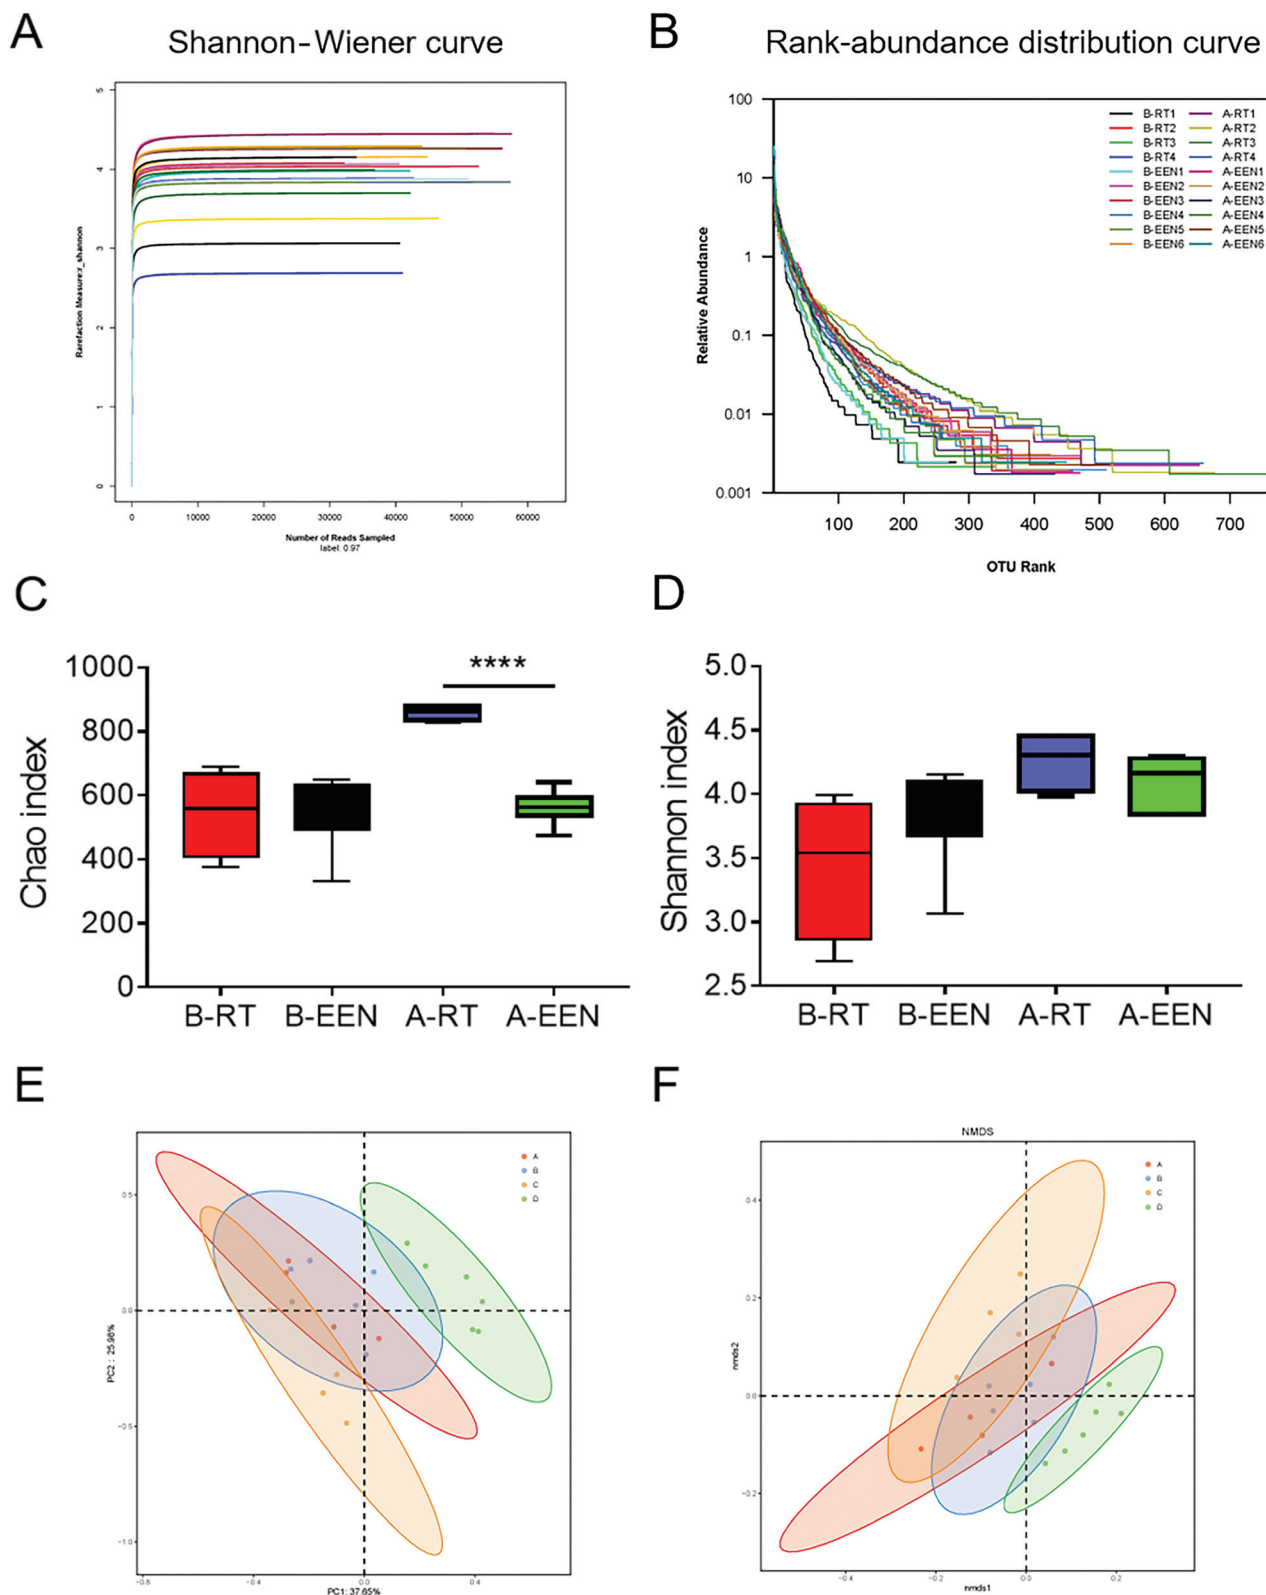 A
Shannon-Wiener curve
5
4
3
2
1
0
Rarefaction Measure:r_shannon
0 10000 20000 30000 40000 50000 60000
Number of Reads Sampled
label: 0.97
B
Rank-abundance distribution curve
100
10
1
0.1
0.01
0.001
Relative Abundance
B-RT1 A-RT1
B-RT2 A-RT2
B-RT3 A-RT3
B-RT4 A-RT4
B-EEN1 A-EEN1
B-EEN2 A-EEN2
B-EEN3 A-EEN3
B-EEN4 A-EEN4
B-EEN5 A-EEN5
B-EEN6 A-EEN6
100 200 300 400 500 600 700
OTU Rank
C
1000
800
600
400
200
0
Chao index
****
B-RT B-EEN A-RT A-EEN
D
5.0
4.5
4.0
3.5
3.0
2.5
Shannon index
B-RT B-EEN A-RT A-EEN
E
A
B
C
D
0.5
0.0
-0.5
-1.0
PC2 : 25.98%
-0.8 -0.4 0.0 0.4
PC1: 37.65%
F
NMDS
A
B
C
D
0.4
0.2
0.0
-0.2
nmds2
-0.4 -0.2 0.0 0.2
nmds1